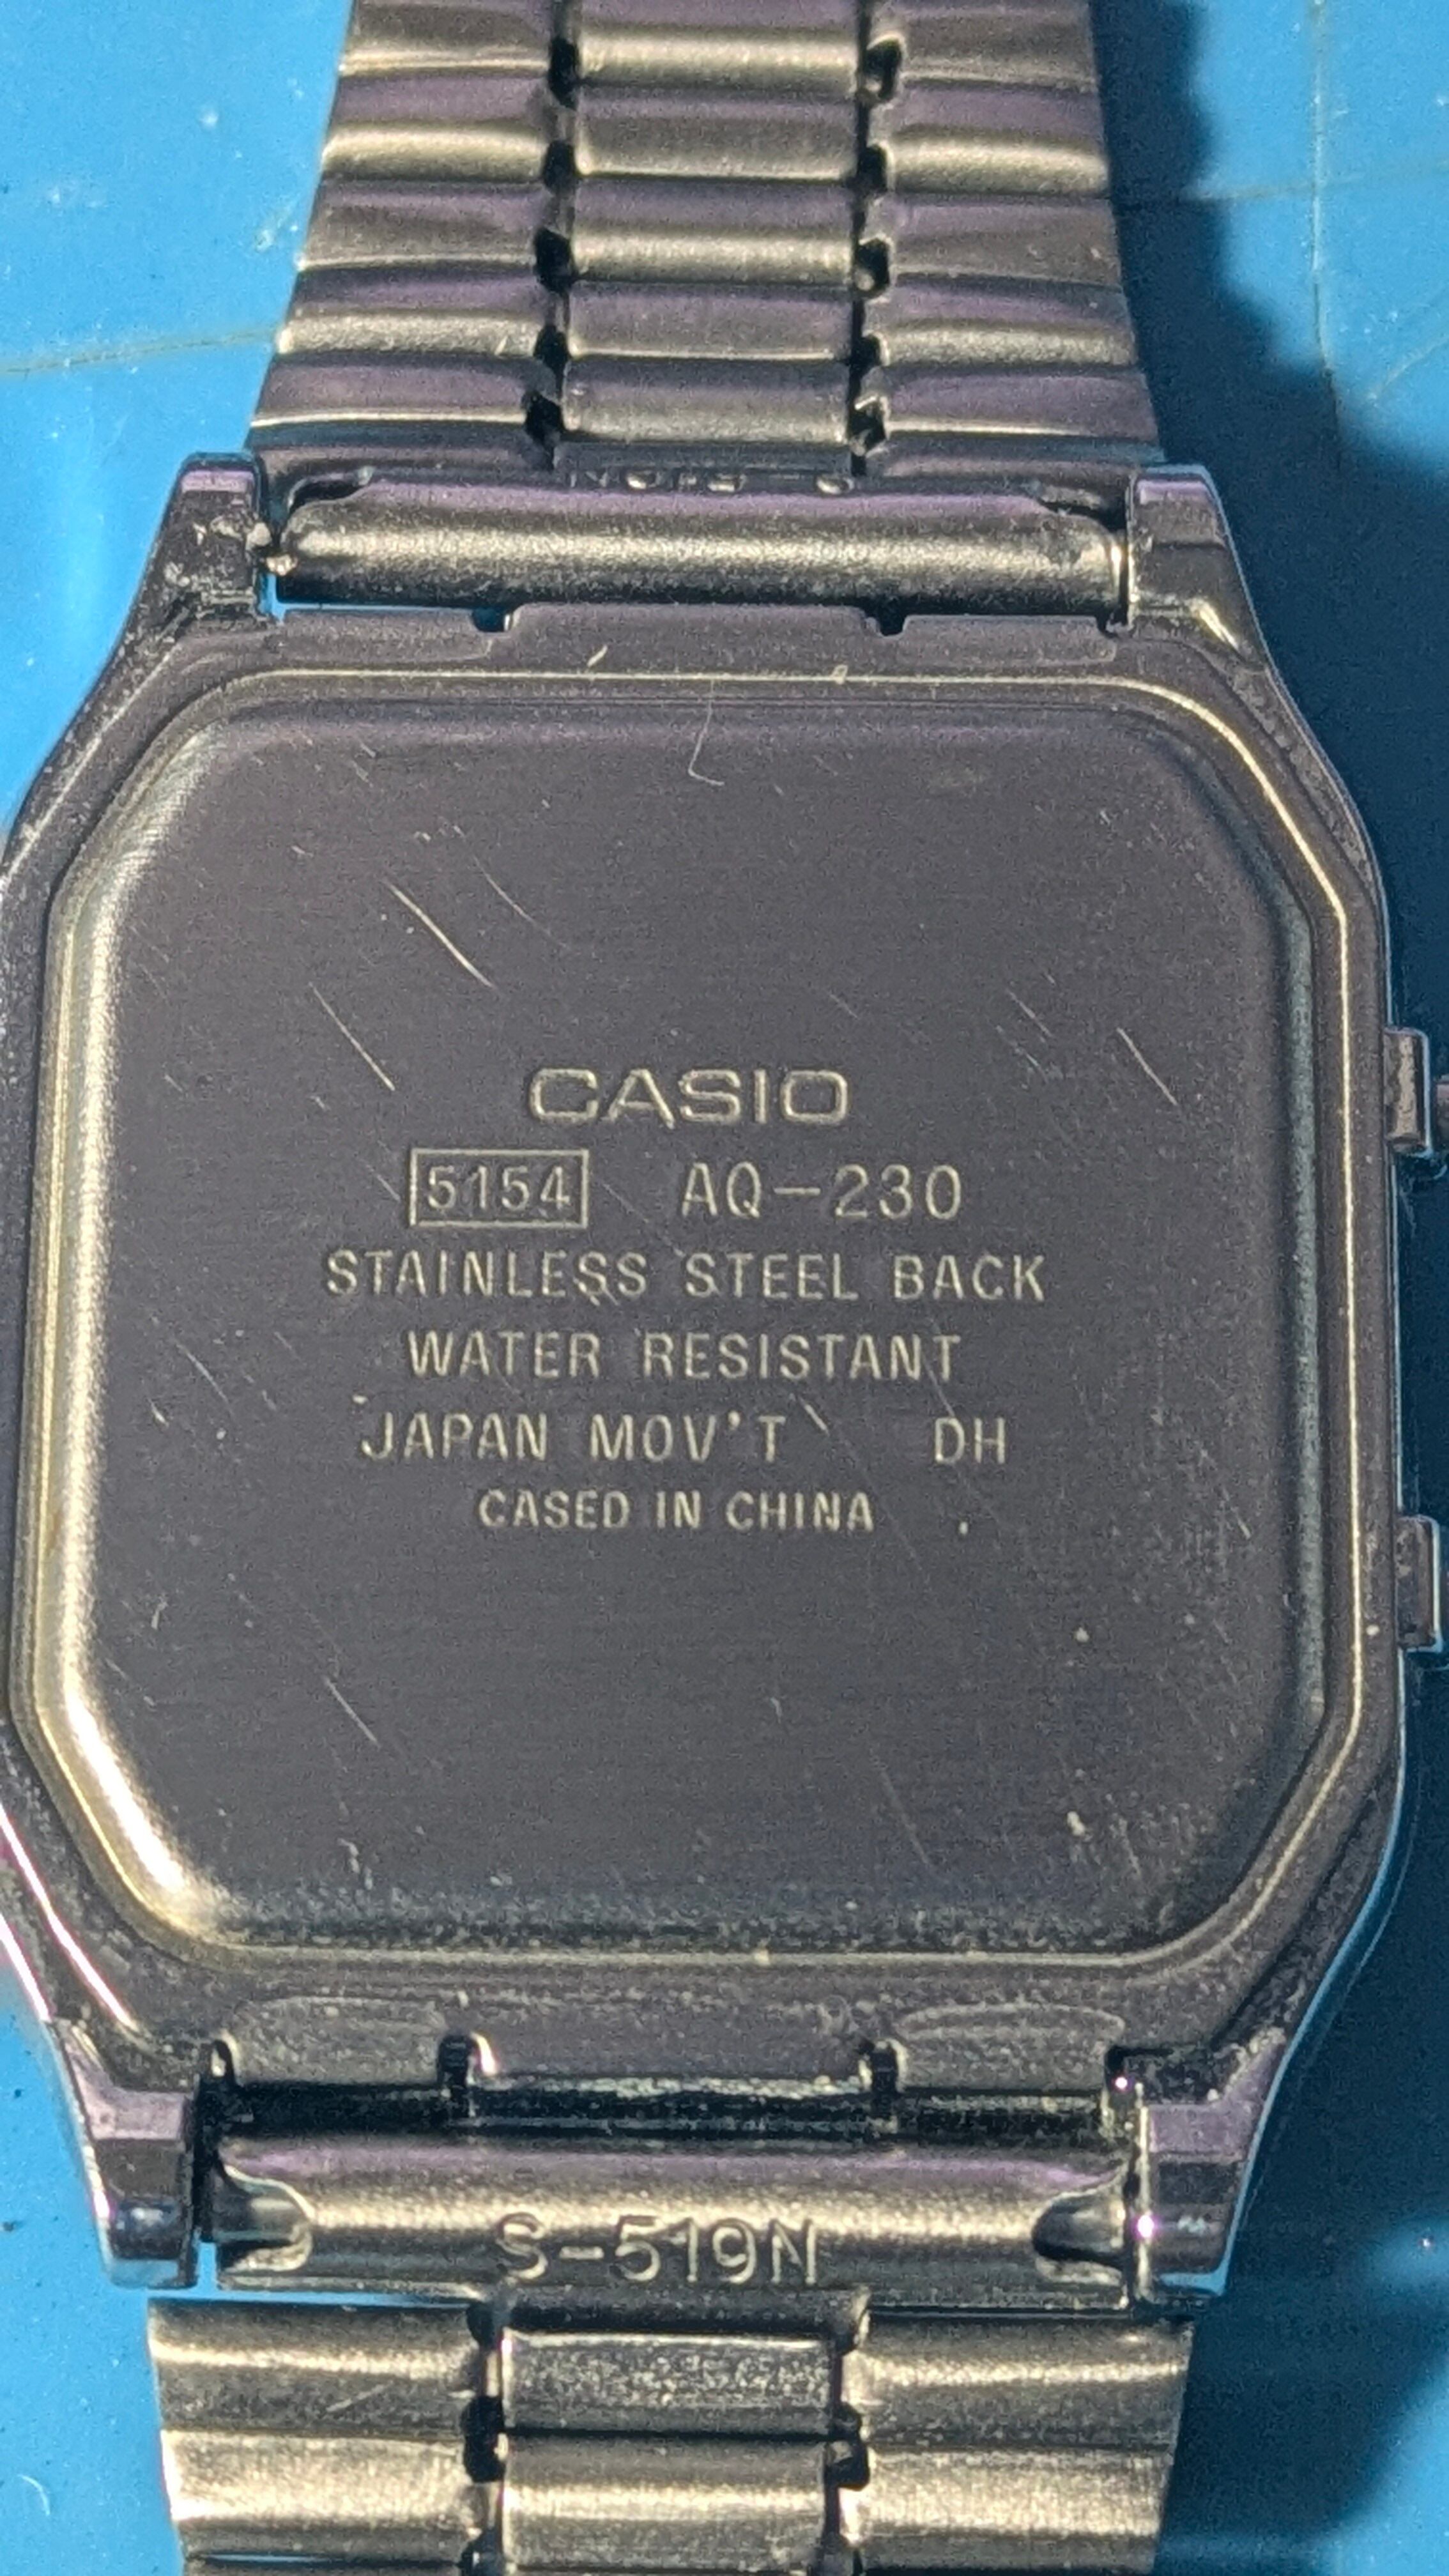 CASIO
5154 AQ-230
STAINLESS STEEL BACK
WATER RESISTANT
JAPAN MOV'T DH
CASED IN CHINA
S-519N